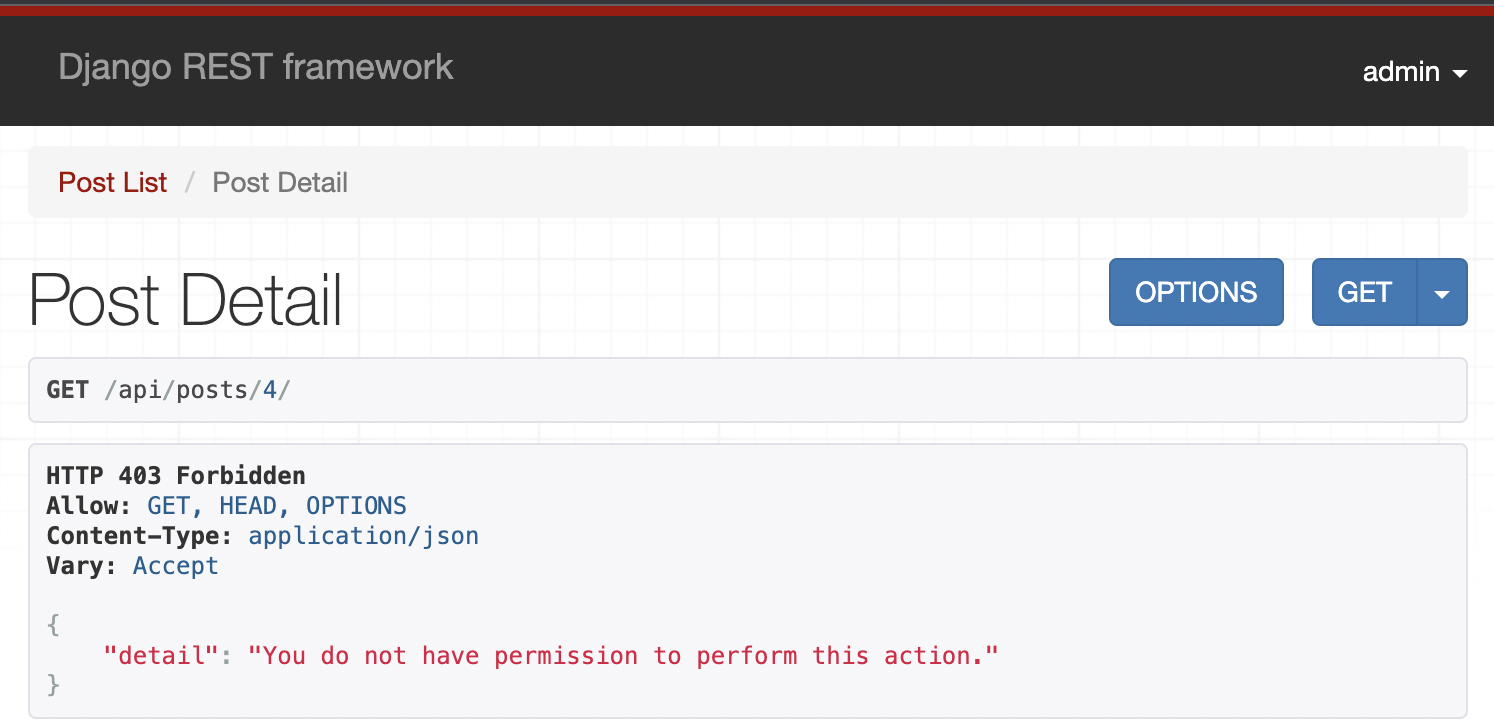 Django REST framework
admin
Post List / Post Detail
Post Detail
OPTIONS
GET
GET /api/posts/4/
HTTP 403 Forbidden
Allow: GET, HEAD, OPTIONS
Content-Type: application/json
Vary: Accept
{
    "detail": "You do not have permission to perform this action."
}